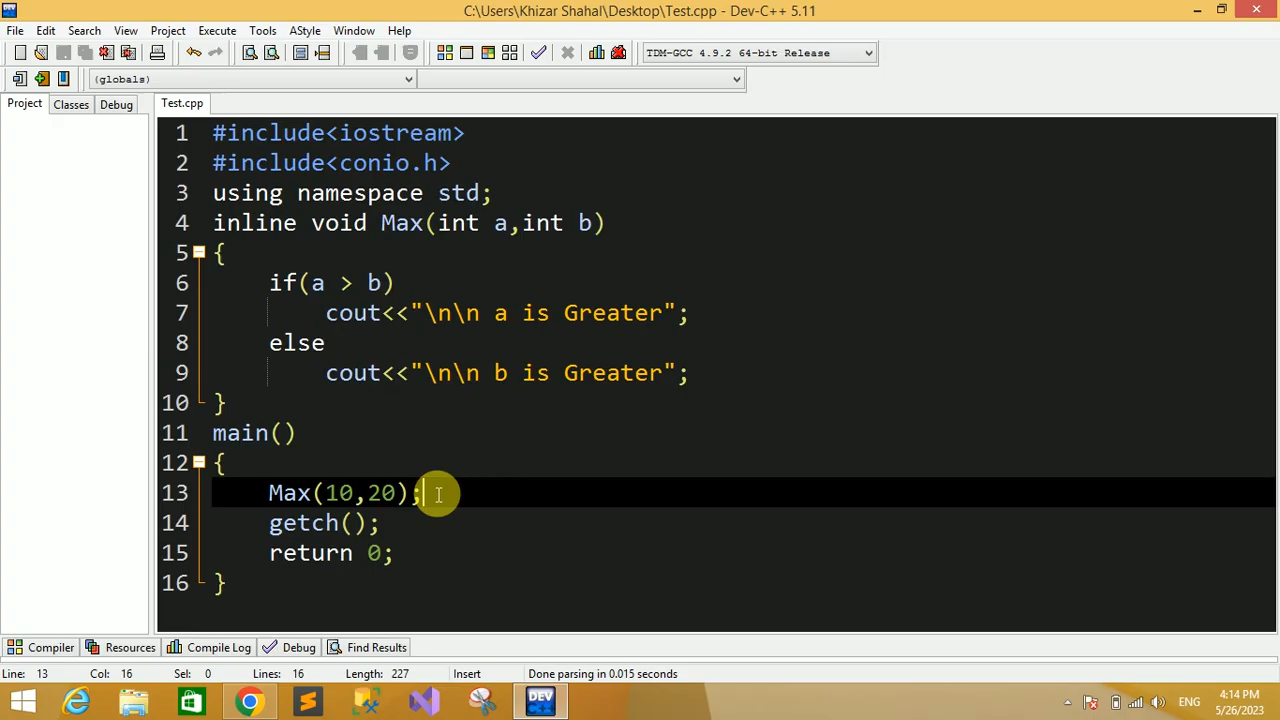 C:\Users\Khizar Shahal\Desktop\Test.cpp - Dev-C++ 5.11
File Edit Search View Project Execute Tools AStyle Window Help
TDM-GCC 4.9.2 64-bit Release
(globals)
Project Classes Debug Test.cpp
1 #include<iostream>
2 #include<conio.h>
3 using namespace std;
4 inline void Max(int a,int b)
5 {
6 if(a > b)
7 cout<<"\n\n a is Greater";
8 else
9 cout<<"\n\n b is Greater";
10 }
11 main()
12 {
13 Max(10,20);
14 getch();
15 return 0;
16 }
Compiler Resources Compile Log Debug Find Results
Line: 13 Col: 16 Sel: 0 Lines: 16 Length: 227 Insert Done parsing in 0.015 seconds
DEV
ENG
4:14 PM
5/26/2023